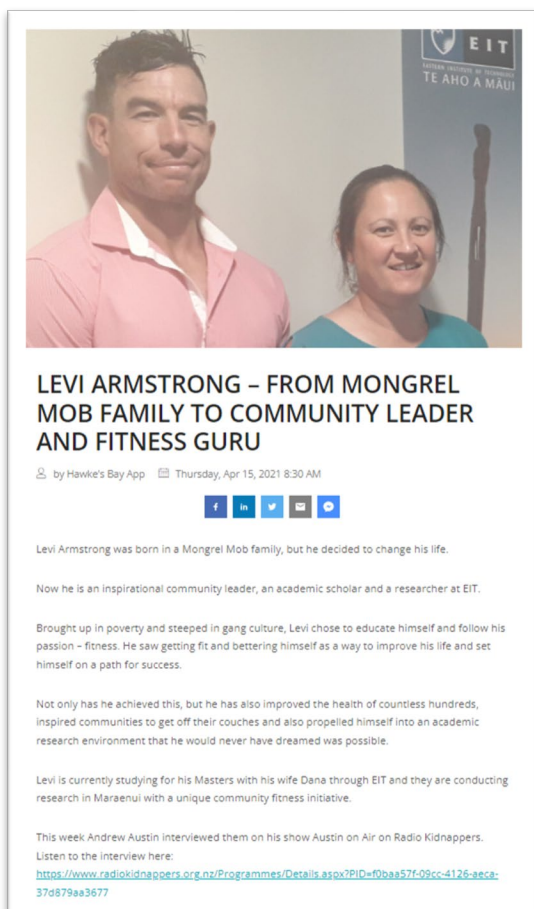 EIT
EASTERN INSTITUTE OF TECHNOLOGY
TE AHO A MĀUI
LEVI ARMSTRONG – FROM MONGREL
MOB FAMILY TO COMMUNITY LEADER
AND FITNESS GURU
by Hawke's Bay App Thursday, Apr 15, 2021 8:30 AM
f in
Levi Armstrong was born in a Mongrel Mob family, but he decided to change his life.
Now he is an inspirational community leader, an academic scholar and a researcher at EIT.
Brought up in poverty and steeped in gang culture, Levi chose to educate himself and follow his
passion – fitness. He saw getting fit and bettering himself as a way to improve his life and set
himself on a path for success.
Not only has he achieved this, but he has also improved the health of countless hundreds,
inspired communities to get off their couches and also propelled himself into an academic
research environment that he would never have dreamed was possible.
Levi is currently studying for his Masters with his wife Dana through EIT and they are conducting
research in Maraenui with a unique community fitness initiative.
This week Andrew Austin interviewed them on his show Austin on Air on Radio Kidnappers.
Listen to the interview here:
https://www.radiokidnappers.org.nz/Programmes/Details.aspx?PID=f0baa57f-09cc-4126-aeca-
37d879aa3677